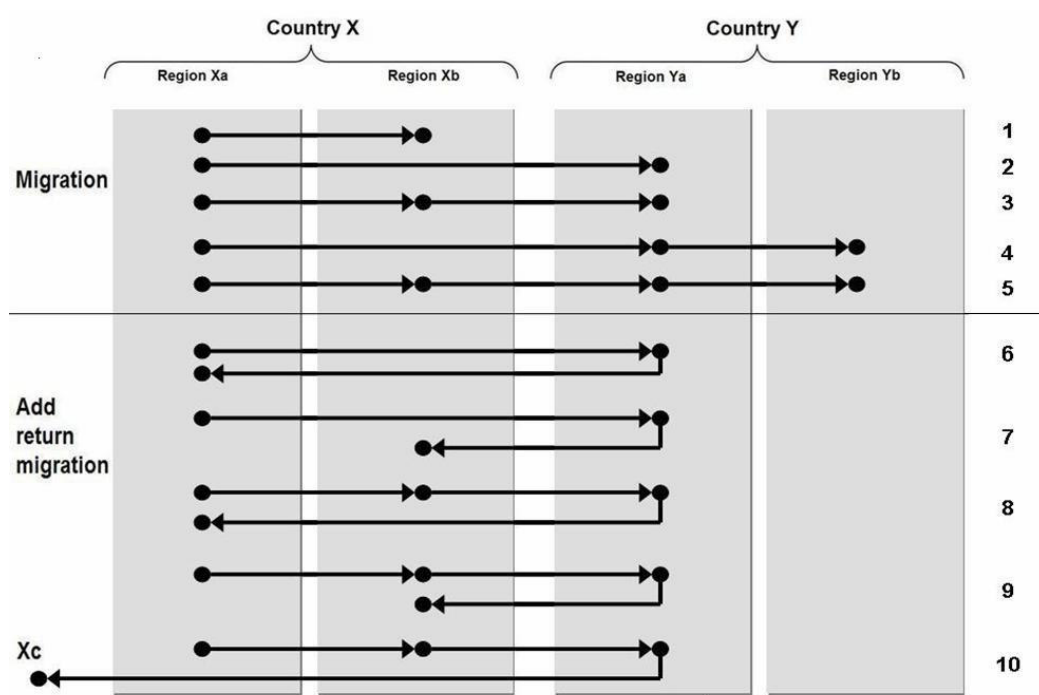 Country X Country Y
Region Xa Region Xb Region Ya Region Yb
1
2
Migration
3
4
5
6
Add
return
migration
7
8
9
Xc
10